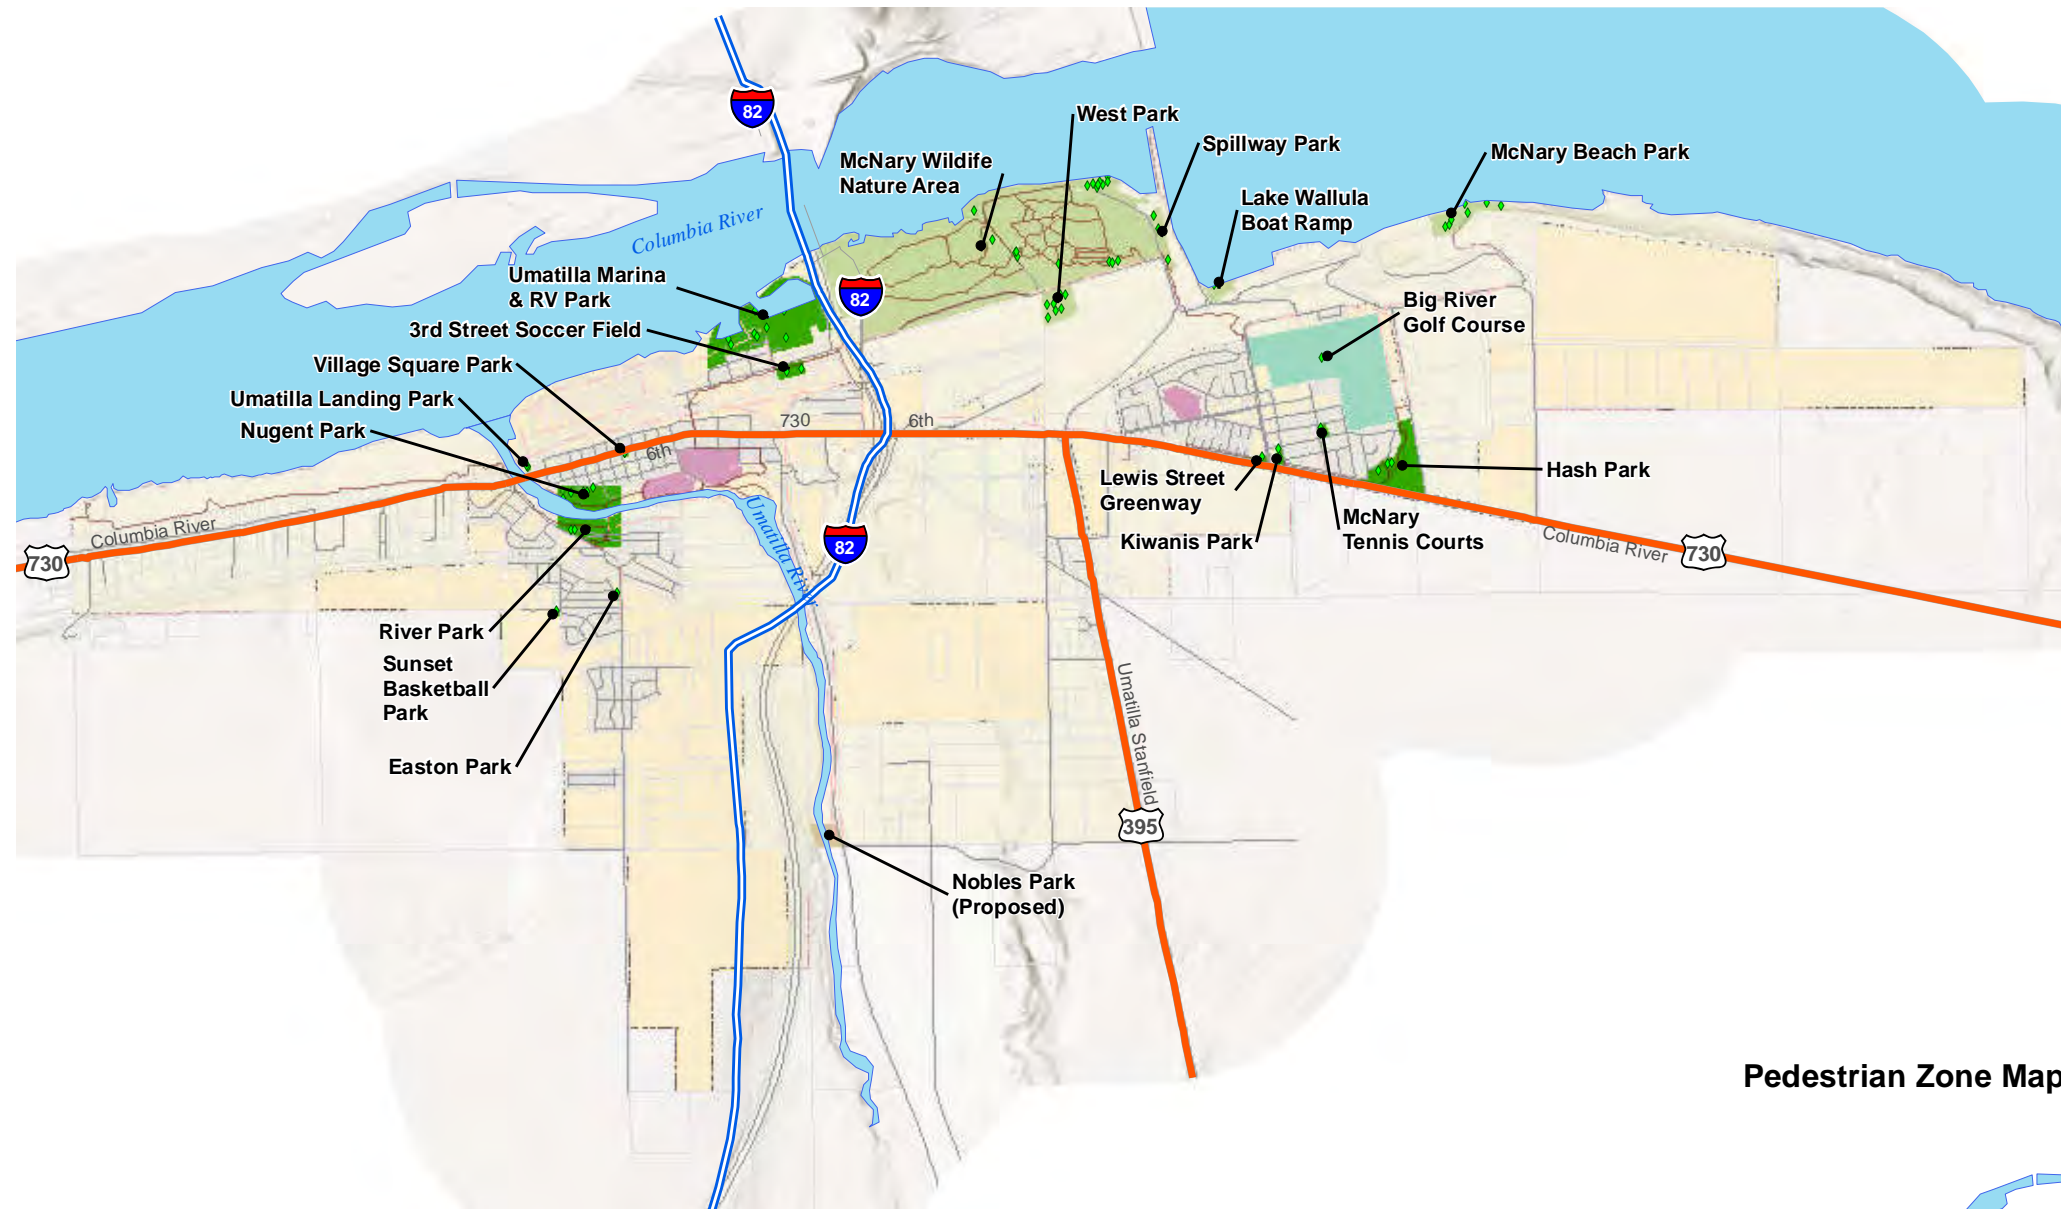 82
West Park
Spillway Park
McNary Beach Park
McNary Wildife
Nature Area
Lake Wallula
Boat Ramp
Columbia River
Umatilla Marina
& RV Park
82
Big River
Golf Course
3rd Street Soccer Field
Village Square Park
Umatilla Landing Park
Nugent Park
730
6th
6th
Hash Park
Lewis Street
Greenway
McNary
Tennis Courts
Kiwanis Park
Columbia River
730
Columbia River
730
Umatilla River
82
River Park
Sunset
Basketball
Park
Easton Park
Umatilla Stanfield
395
Nobles Park
(Proposed)
Pedestrian Zone Map